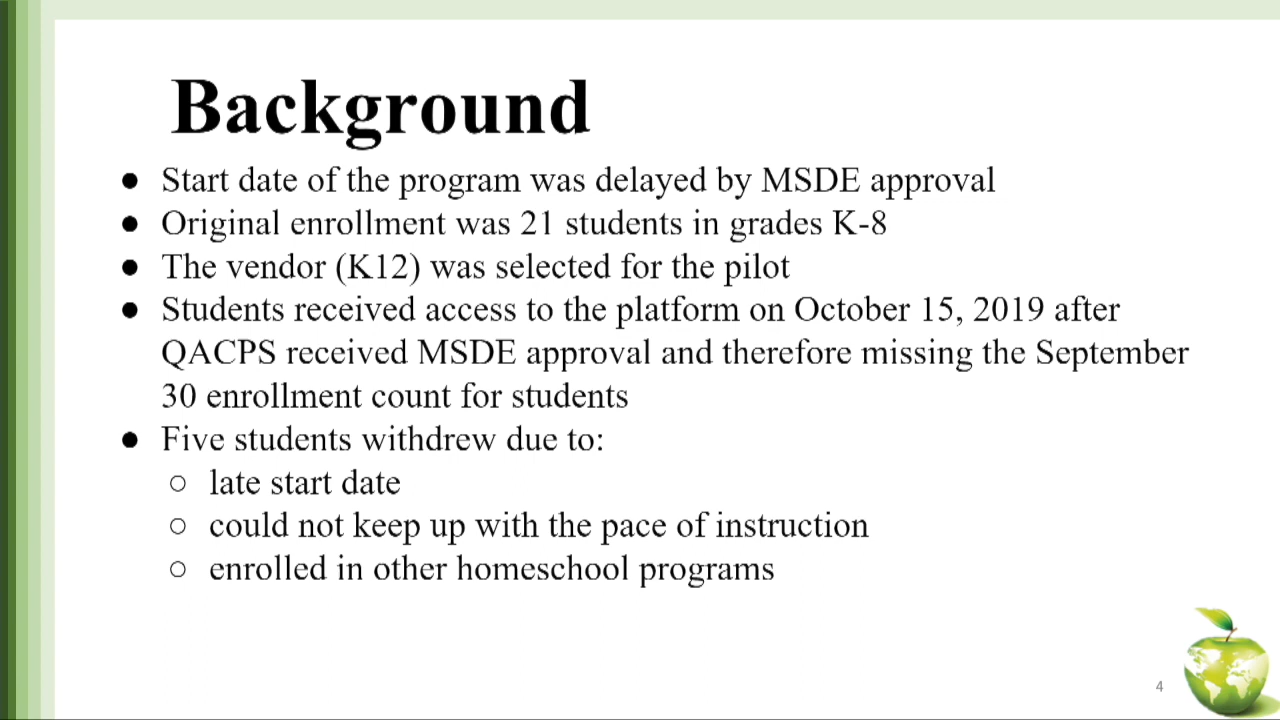 Background
● Start date of the program was delayed by MSDE approval
● Original enrollment was 21 students in grades K-8
● The vendor (K12) was selected for the pilot
● Students received access to the platform on October 15, 2019 after
QACPS received MSDE approval and therefore missing the September
30 enrollment count for students
● Five students withdrew due to:
○ late start date
○ could not keep up with the pace of instruction
○ enrolled in other homeschool programs
4